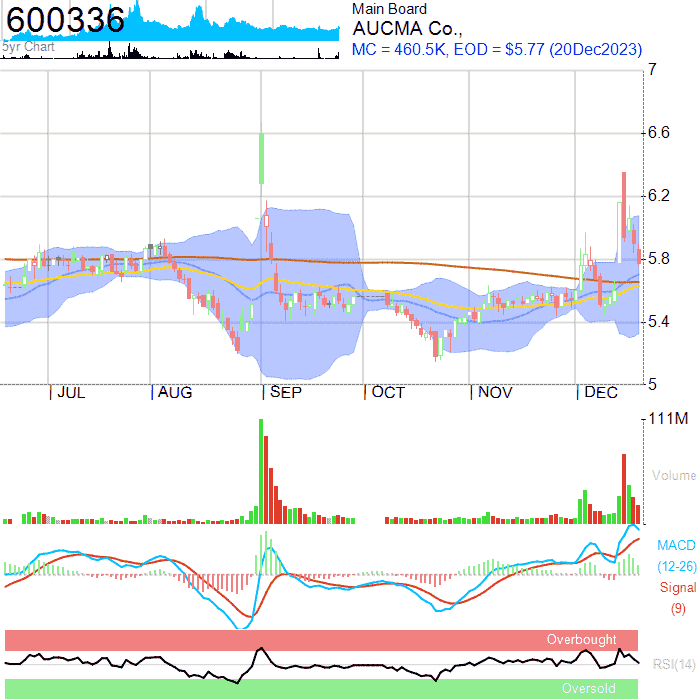 600336
5yr Chart
Main Board
AUCMA Co.,
MC = 460.5K, EOD = $5.77 (20Dec2023)
7
6.6
6.2
5.8
5.4
5
JUL
AUG
SEP
OCT
NOV
DEC
111M
Volume
MACD
(12-26)
Signal
(9)
Overbought
RSI(14)
Oversold